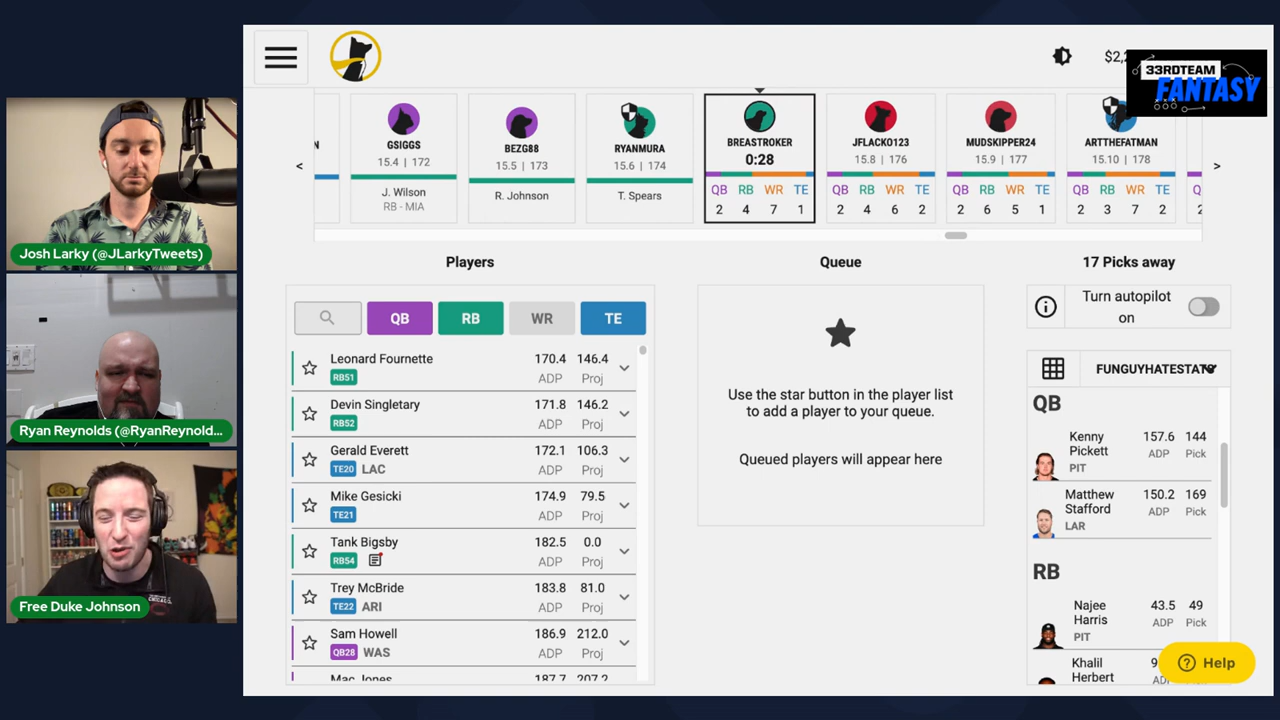 Josh Larky (@JLarkyTweets)
Ryan Reynolds (@RyanReynold...
Free Duke Johnson
33RDTEAM
FANTASY
<
N
GSIGGS
15.4 | 172
J. Wilson
RB - MIA
BEZG88
15.5 | 173
R. Johnson
RYANMURA
15.6 | 174
T. Spears
BREASTROKER
0:28
QB RB WR TE
2 4 7 1
JFLACKO123
15.8 | 176
QB RB WR TE
2 4 6 2
MUDSKIPPER24
15.9 | 177
QB RB WR TE
2 6 5 1
ARTTHEFATMAN
15.10 | 178
QB RB WR TE
2 3 7 2
>
Players
QB RB WR TE
Leonard Fournette 170.4 146.4
RB51 ADP Proj
Devin Singletary 171.8 146.2
RB52 ADP Proj
Gerald Everett 172.1 106.3
TE20 LAC ADP Proj
Mike Gesicki 174.9 79.5
TE21 ADP Proj
Tank Bigsby 182.5 0.0
RB54 ADP Proj
Trey McBride 183.8 81.0
TE22 ARI ADP Proj
Sam Howell 186.9 212.0
QB28 WAS ADP Proj
Mac Jones 187.7 207.2
Queue
Use the star button in the player list
to add a player to your queue.
Queued players will appear here
17 Picks away
Turn autopilot
on
QB
Kenny
Pickett
PIT
157.6 144
ADP Pick
Matthew
Stafford
LAR
150.2 169
ADP Pick
RB
Najee
Harris
PIT
43.5 49
ADP Pick
Khalil
Herbert
Help